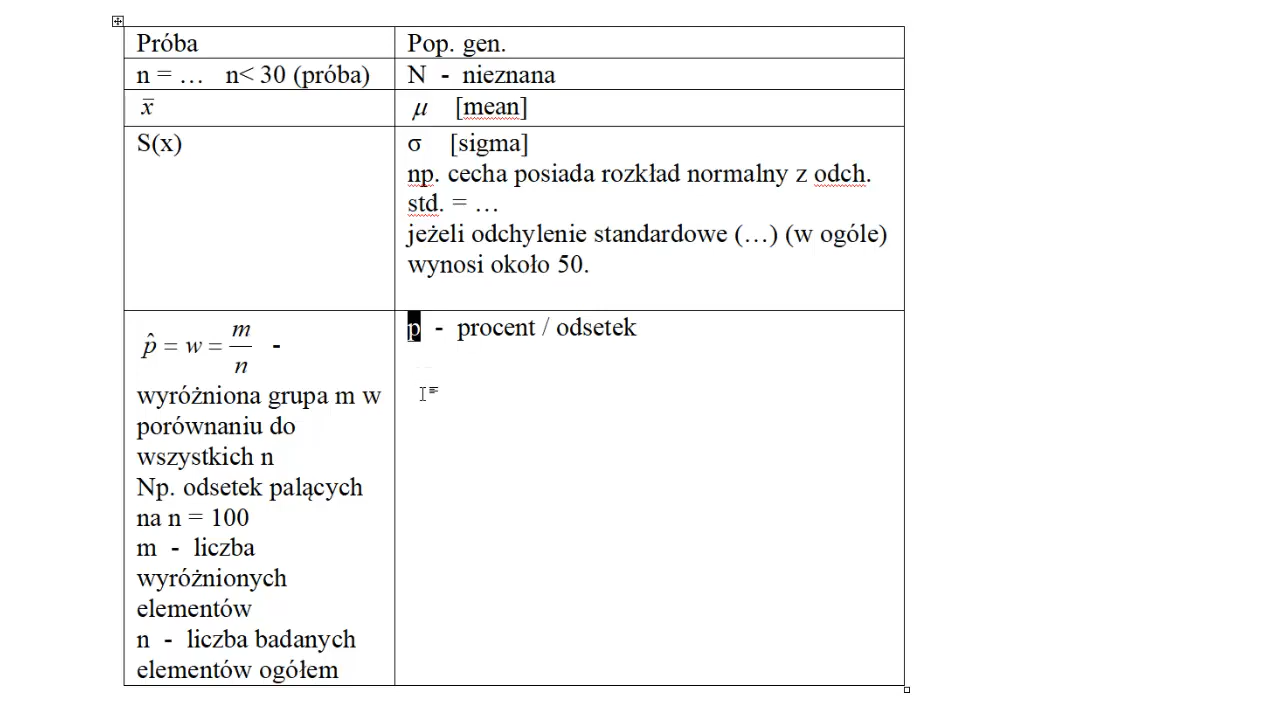 Próba
Pop. gen.
n = … n< 30 (próba)
N - nieznana
x̄
μ [mean]
S(x)
σ [sigma]
np. cecha posiada rozkład normalny z odch.
std. = …
jeżeli odchylenie standardowe (…) (w ogóle)
wynosi około 50.
p̂ = w = m/n -
wyróżniona grupa m w
porównaniu do
wszystkich n
Np. odsetek palących
na n = 100
m - liczba
wyróżnionych
elementów
n - liczba badanych
elementów ogółem
p - procent / odsetek